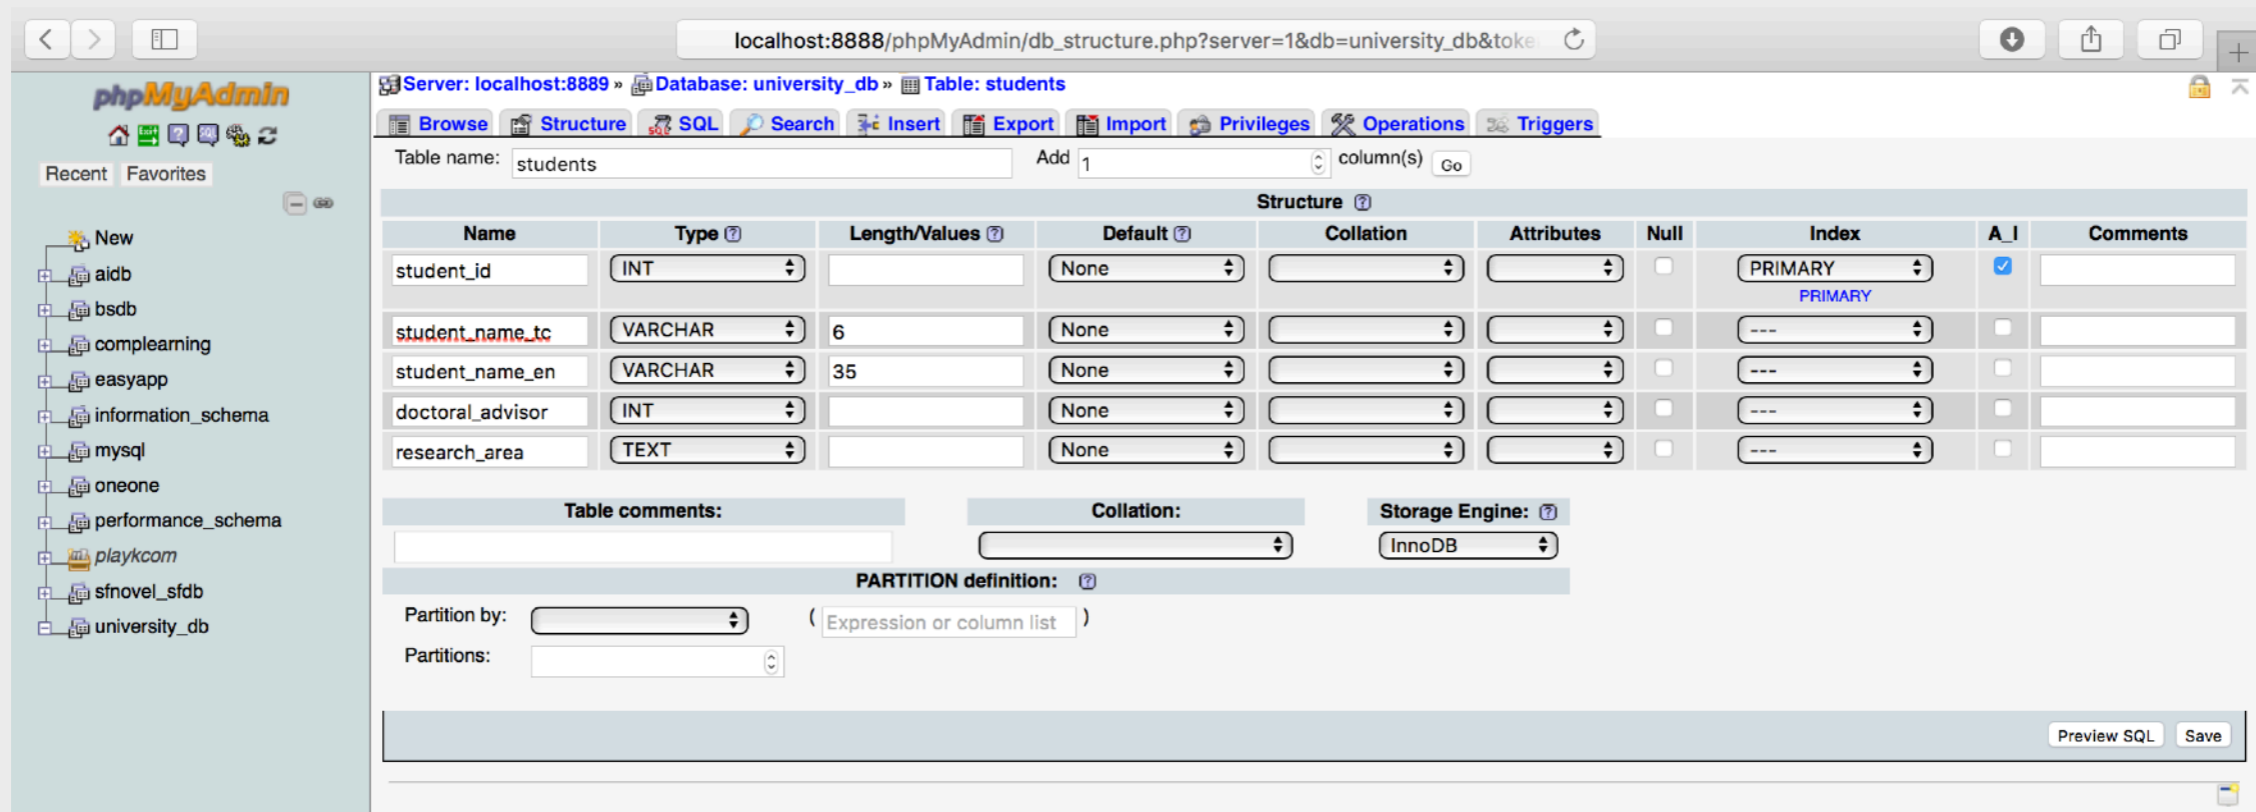 localhost:8888/phpMyAdmin/db_structure.php?server=1&db=university_db&toke
phpMyAdmin
Recent Favorites
New
aidb
bsdb
complearning
easyapp
information_schema
mysql
oneone
performance_schema
playkcom
sfnovel_sfdb
university_db
Server: localhost:8889 » Database: university_db » Table: students
Browse Structure SQL Search Insert Export Import Privileges Operations Triggers
Table name: students Add 1 column(s) Go
Structure
Name Type Length/Values Default Collation Attributes Null Index A_I Comments
student_id INT None PRIMARY
PRIMARY
student_name_tc VARCHAR 6 None ---
student_name_en VARCHAR 35 None ---
doctoral_advisor INT None ---
research_area TEXT None ---
Table comments: Collation: Storage Engine:
InnoDB
PARTITION definition:
Partition by: ( Expression or column list )
Partitions:
Preview SQL Save